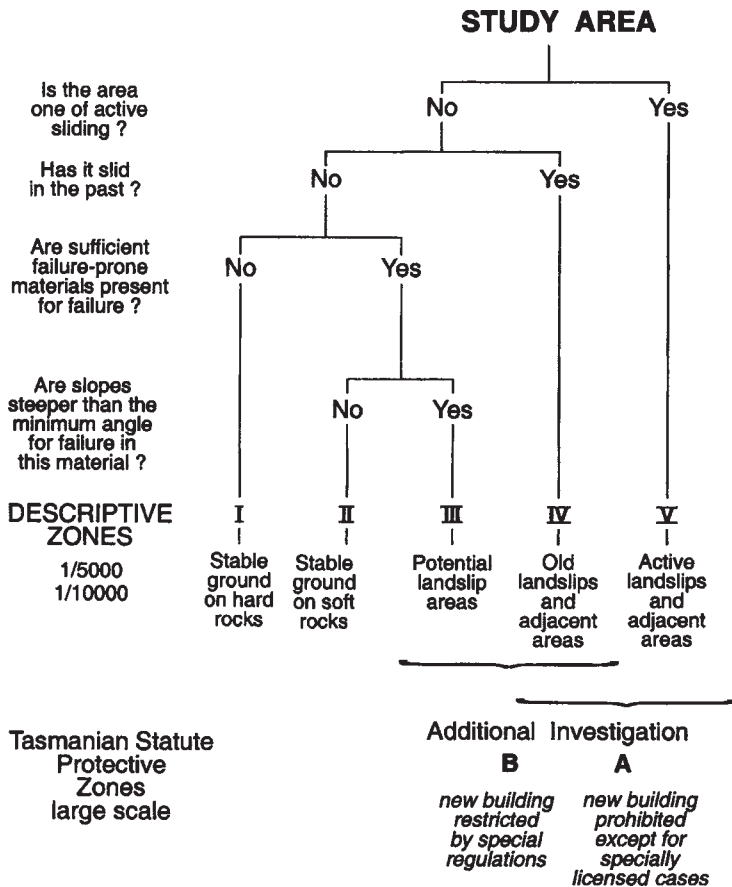 STUDY AREA
Is the area
one of active
sliding ?
No
Yes
Has it slid
in the past ?
No
Yes
Are sufficient
failure-prone
materials present
for failure ?
No
Yes
Are slopes
steeper than the
minimum angle
for failure in
this material ?
No
Yes
DESCRIPTIVE
ZONES
1/5000
1/10000
I
Stable
ground
on hard
rocks
II
Stable
ground
on soft
rocks
III
Potential
landslip
areas
IV
Old
landslips
and
adjacent
areas
V
Active
landslips
and
adjacent
areas
Tasmanian Statute
Protective
Zones
large scale
Additional Investigation
B
new building
restricted
by special
regulations
A
new building
prohibited
except for
specially
licensed cases